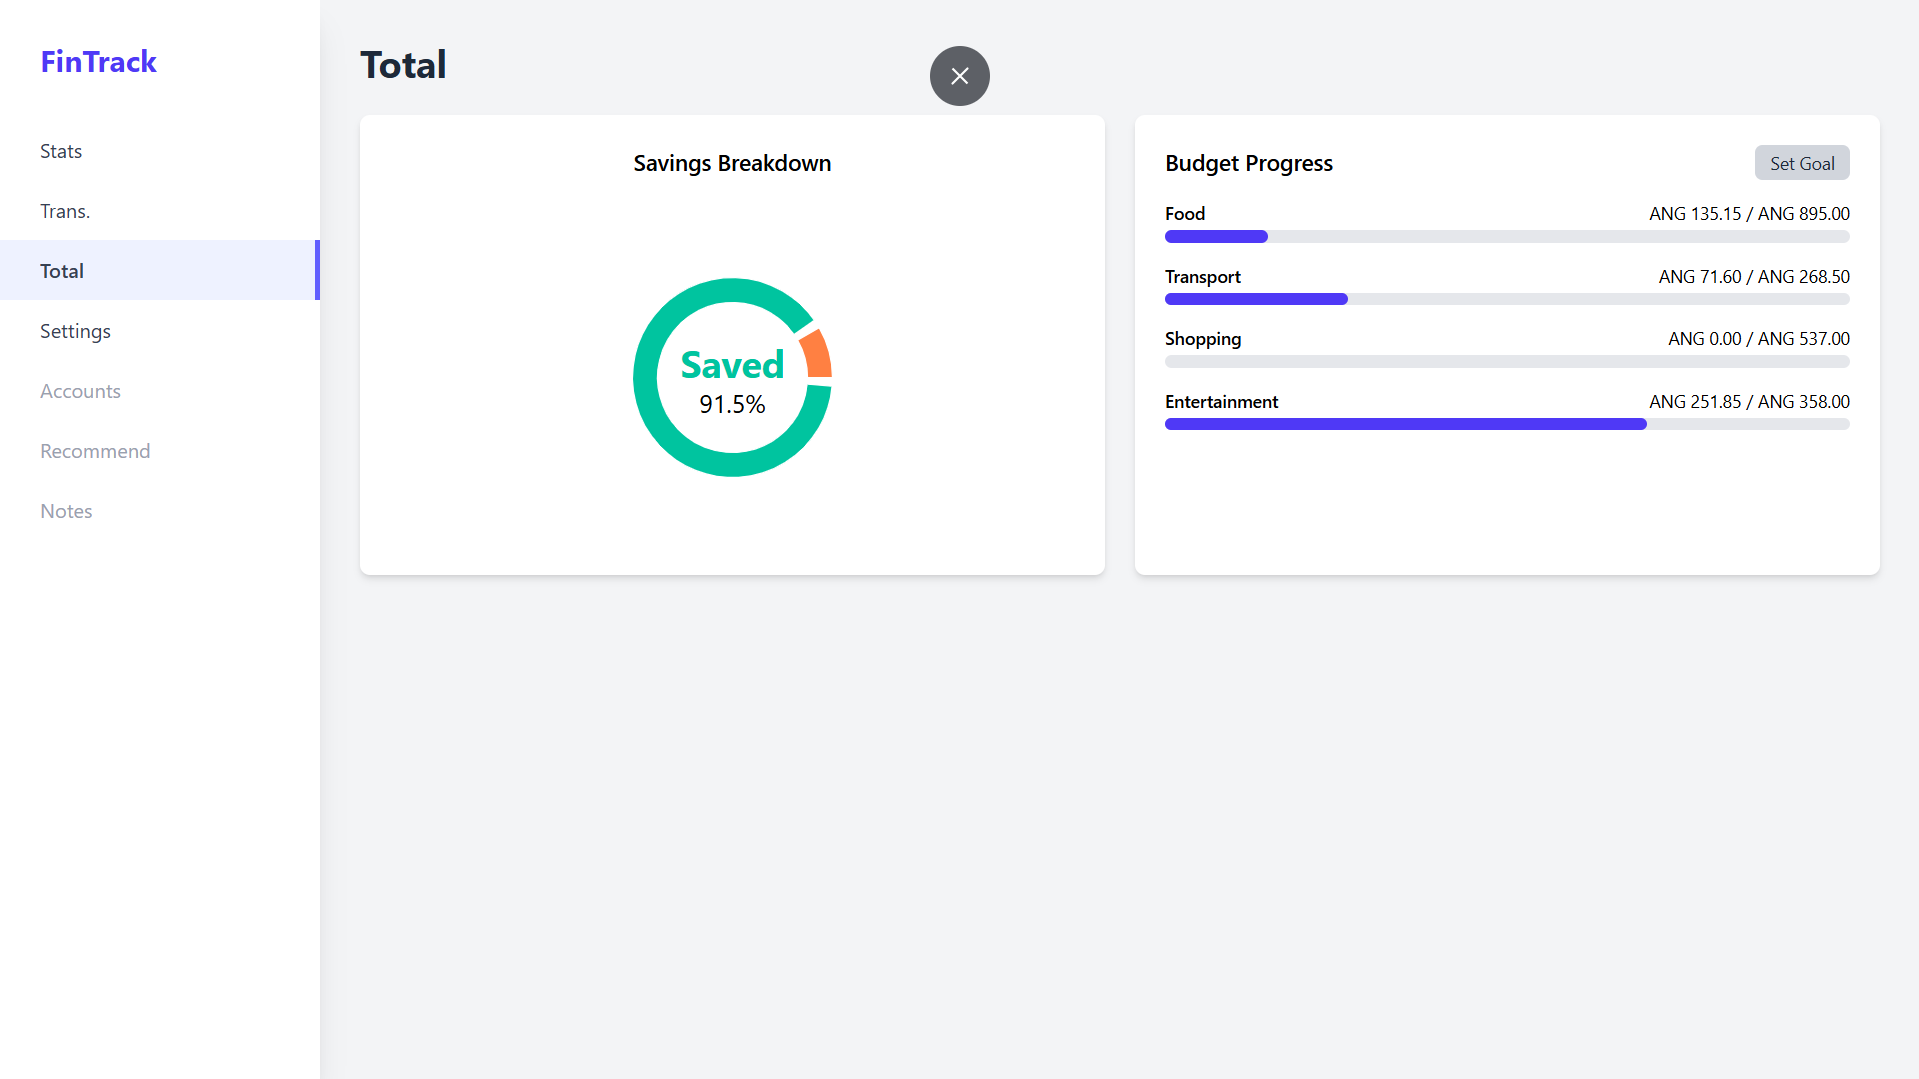 FinTrack
Stats
Trans.
Total
Settings
Accounts
Recommend
Notes
Total
Savings Breakdown
Saved
91.5%
Budget Progress
Set Goal
Food
ANG 135.15 / ANG 895.00
Transport
ANG 71.60 / ANG 268.50
Shopping
ANG 0.00 / ANG 537.00
Entertainment
ANG 251.85 / ANG 358.00